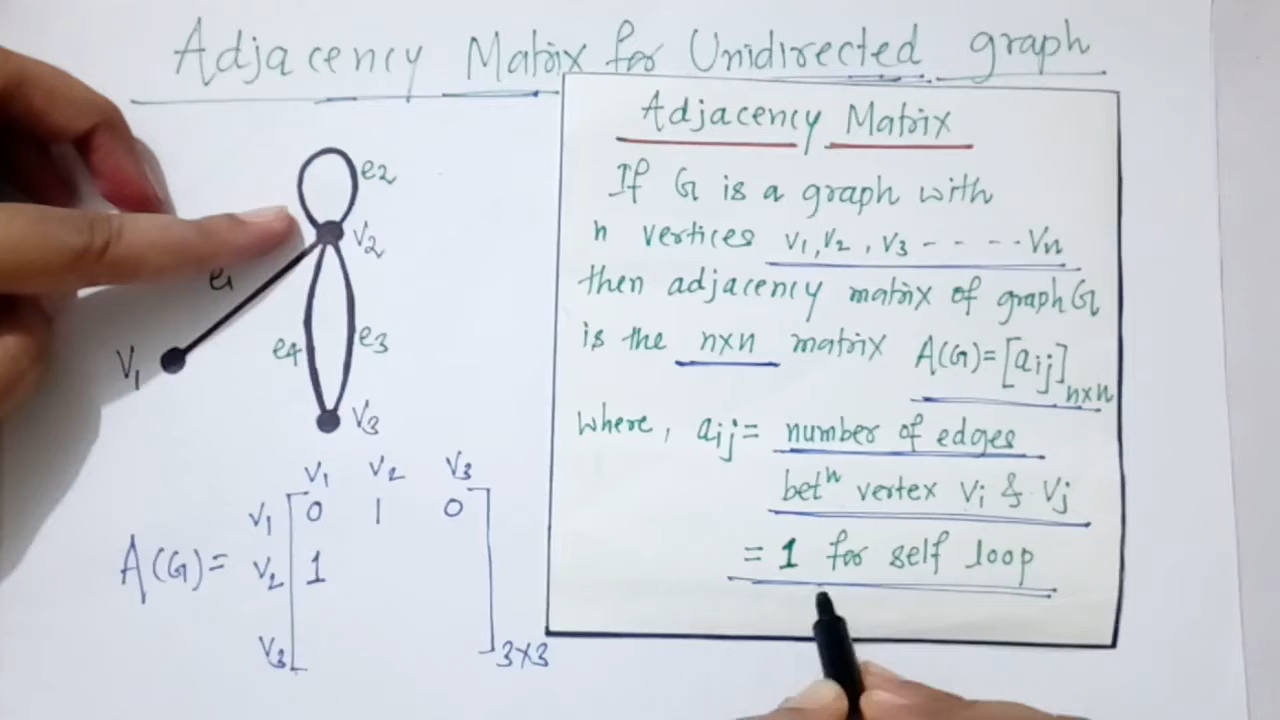 Adjacency Matrix for Unidirected graph
Adjacency Matrix
If G is a graph with
n vertices v1, v2, v3 - - - - - Vn
then adjacency matrix of graph G
is the n×n matrix A(G)=[aij]n×n
where, aij= number of edges
betn vertex Vi & Vj
= 1 for self loop
e2
V2
e1
e4 e3
V1
V3
V1 V2 V3
V1 0 1 0
A(G)= V2 1
V3
3×3